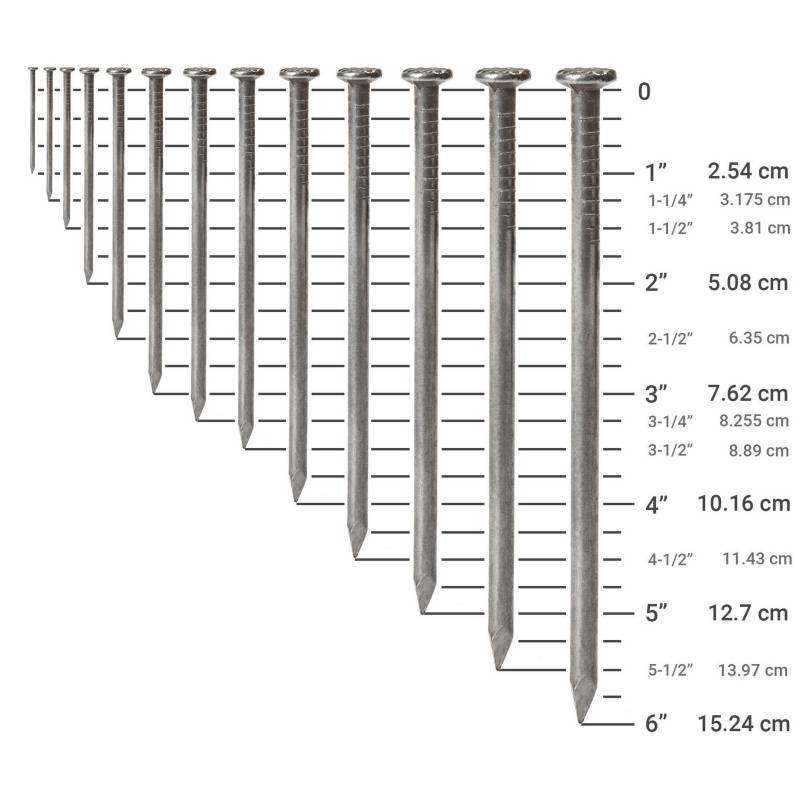 0
1” 2.54 cm
1-1/4” 3.175 cm
1-1/2” 3.81 cm
2” 5.08 cm
2-1/2” 6.35 cm
3” 7.62 cm
3-1/4” 8.255 cm
3-1/2” 8.89 cm
4” 10.16 cm
4-1/2” 11.43 cm
5” 12.7 cm
5-1/2” 13.97 cm
6” 15.24 cm